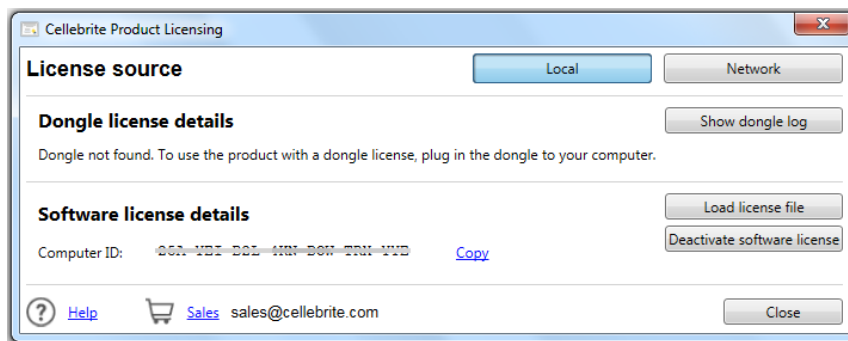 Cellebrite Product Licensing
License source
Local
Network
Dongle license details
Show dongle log
Dongle not found. To use the product with a dongle license, plug in the dongle to your computer.
Software license details
Load license file
Deactivate software license
Computer ID:
Copy
Help
Sales sales@cellebrite.com
Close